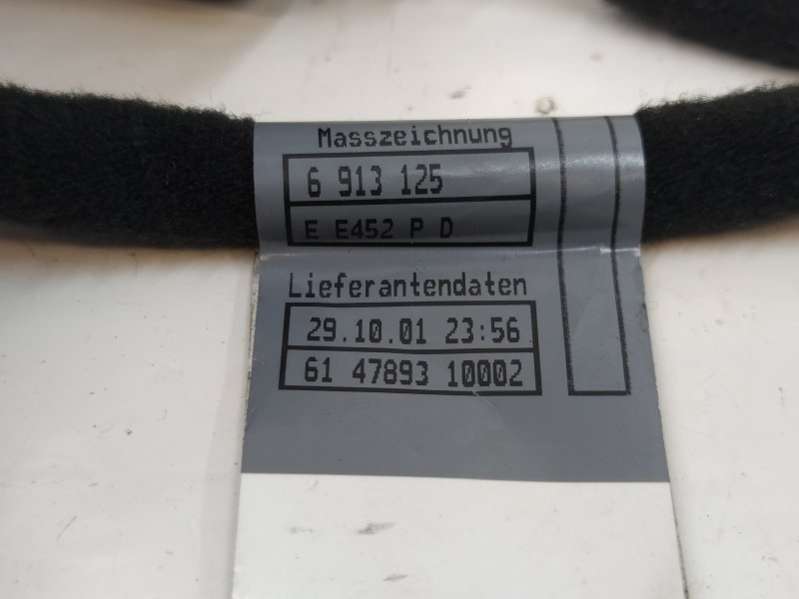 Masszeichnung
6 913 125
E E452 P D
Lieferantendaten
29.10.01 23:56
61 47893 10002